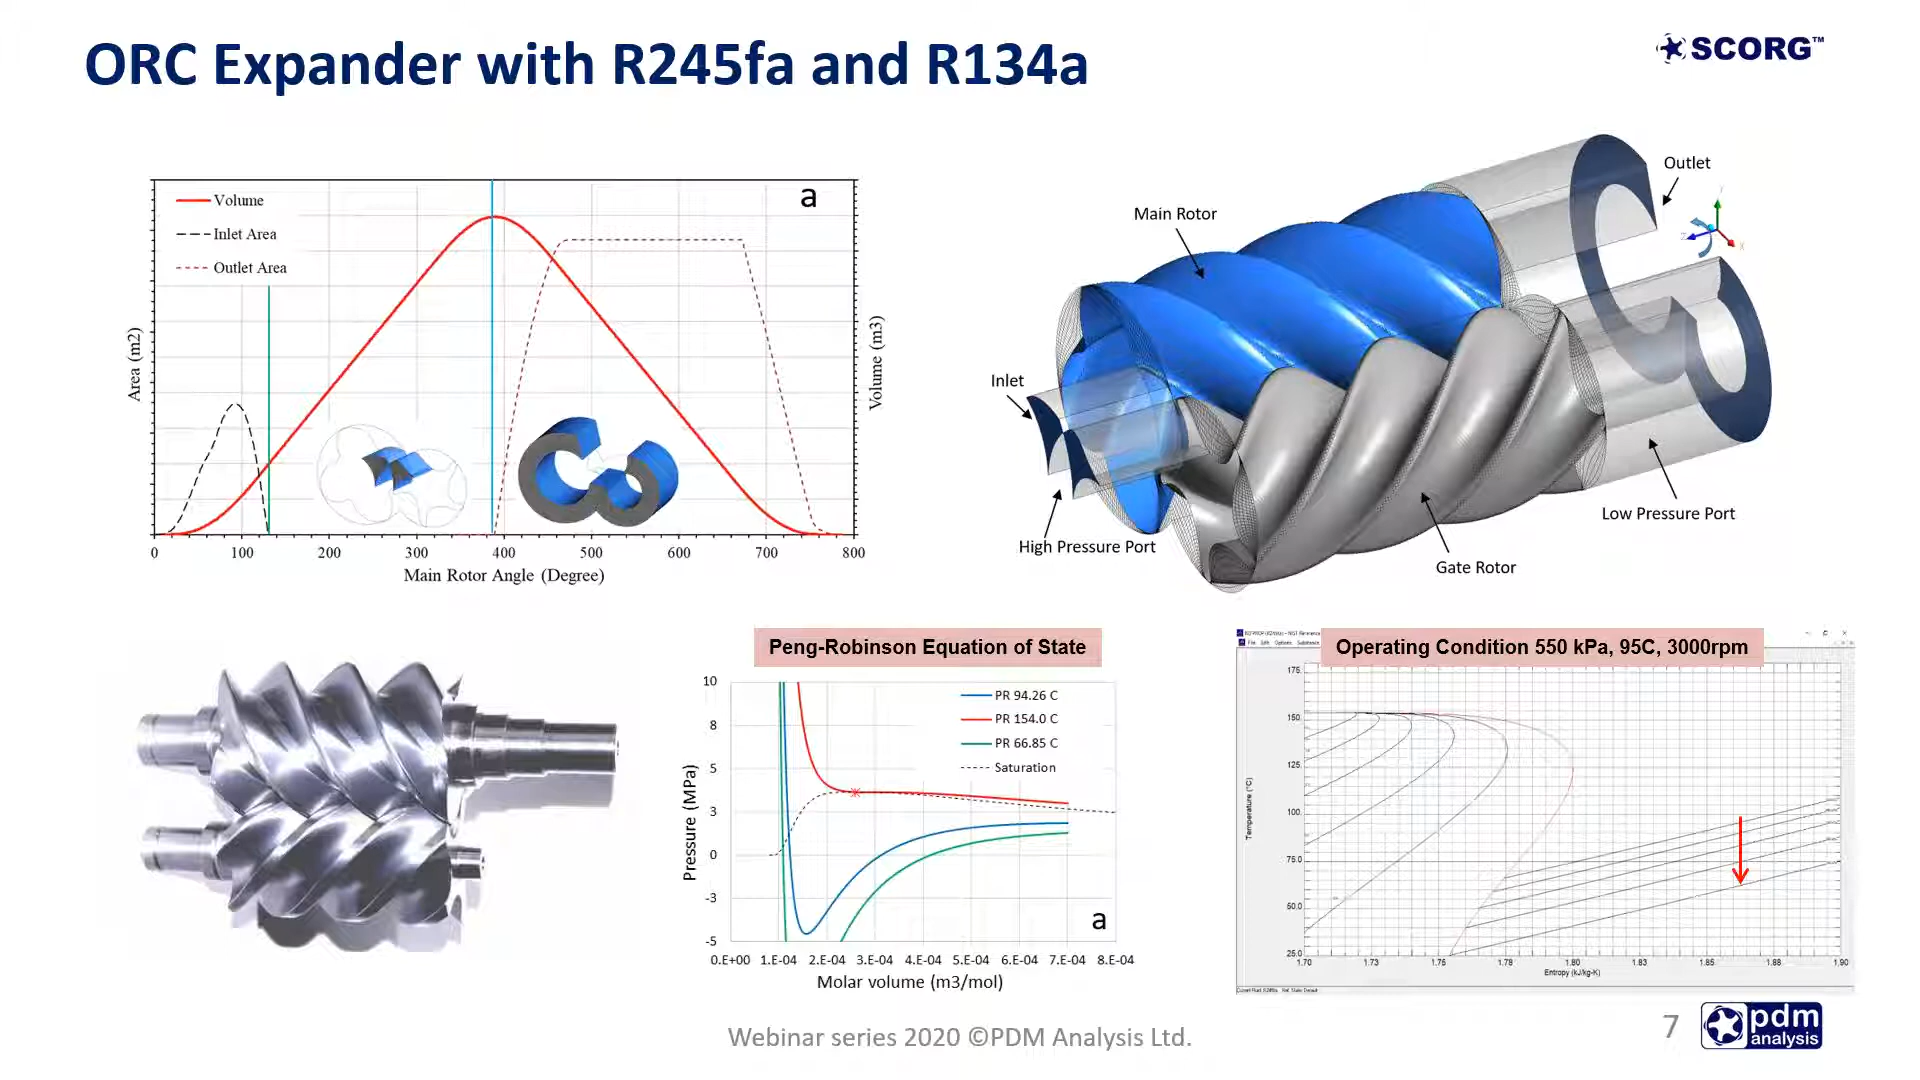 ORC Expander with R245fa and R134a
SCORG™
Volume
Inlet Area
Outlet Area
a
Area (m2)
Volume (m3)
0 100 200 300 400 500 600 700 800
Main Rotor Angle (Degree)
Outlet
Main Rotor
Inlet
High Pressure Port
Low Pressure Port
Gate Rotor
Peng-Robinson Equation of State
10
8
5
3
0
-3
-5
PR 94.26 C
PR 154.0 C
PR 66.85 C
Saturation
a
Pressure (MPa)
0.E+00 1.E-04 2.E-04 3.E-04 4.E-04 5.E-04 6.E-04 7.E-04 8.E-04
Molar volume (m3/mol)
Operating Condition 550 kPa, 95C, 3000rpm
File Edit Options Substance
175.
150.
125.
100.
75.0
50.0
25.0
Temperature (°C)
1.70 1.73 1.75 1.78 1.80 1.83 1.85 1.88 1.90
Entropy (kJ/kg-K)
Webinar series 2020 ©PDM Analysis Ltd.
7
pdm
analysis